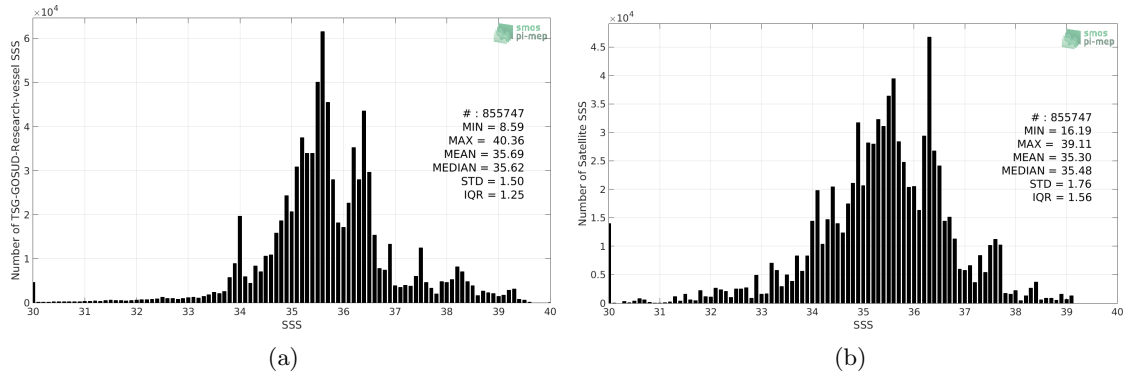 ×10⁴
Number of TSG-GOSUD-Research-vessel SSS
6
5
4
3
2
1
0
30 31 32 33 34 35 36 37 38 39 40
SSS
smos
pi-mep
# : 855747
MIN = 8.59
MAX = 40.36
MEAN = 35.69
MEDIAN = 35.62
STD = 1.50
IQR = 1.25
(a)
×10⁴
Number of Satellite SSS
4.5
4
3.5
3
2.5
2
1.5
1
0.5
0
30 31 32 33 34 35 36 37 38 39 40
SSS
smos
pi-mep
# : 855747
MIN = 16.19
MAX = 39.11
MEAN = 35.30
MEDIAN = 35.48
STD = 1.76
IQR = 1.56
(b)